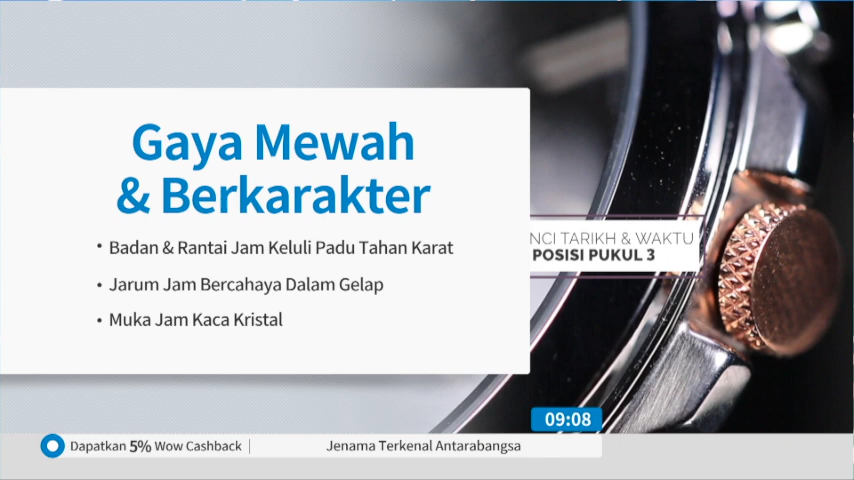 Gaya Mewah
& Berkarakter
• Badan & Rantai Jam Keluli Padu Tahan Karat
• Jarum Jam Bercahaya Dalam Gelap
• Muka Jam Kaca Kristal
TARIKH & WAKTU
POSISI PUKUL 3
09:08
Dapatkan 5% Wow Cashback
Jenama Terkenal Antarabangsa